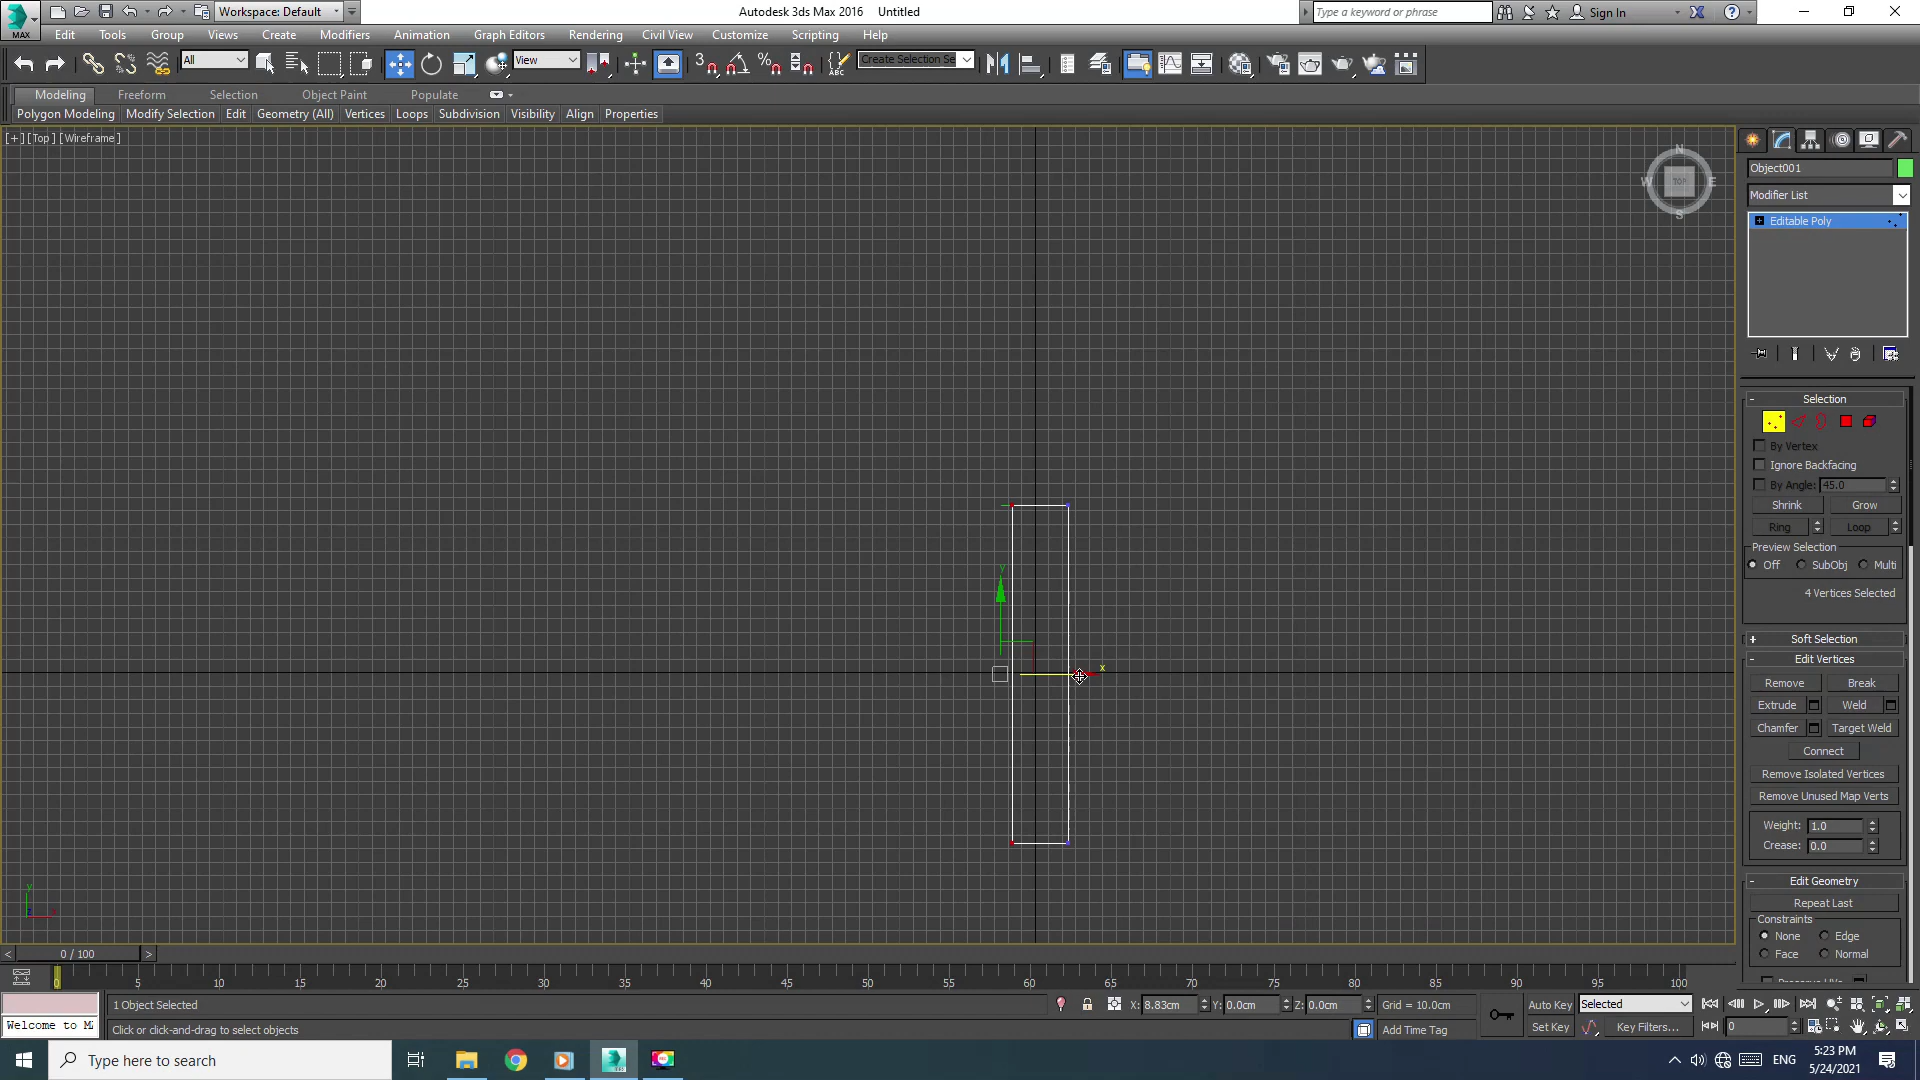 MAX
Workspace: Default
Autodesk 3ds Max 2016 Untitled
Type a keyword or phrase
Sign In
Edit Tools Group Views Create Modifiers Animation Graph Editors Rendering Civil View Customize Scripting Help
All
View
3
ABC
Create Selection Se
Modeling Freeform Selection Object Paint Populate
Polygon Modeling Modify Selection Edit Geometry (All) Vertices Loops Subdivision Visibility Align Properties
[+] [Top] [Wireframe]
N
W TOP E
S
Object001
Modifier List
Editable Poly
Selection
By Vertex
Ignore Backfacing
By Angle: 45.0
Shrink Grow
Ring Loop
Preview Selection
Off SubObj Multi
4 Vertices Selected
Soft Selection
Edit Vertices
Remove Break
Extrude Weld
Chamfer Target Weld
Connect
Remove Isolated Vertices
Remove Unused Map Verts
Weight: 1.0
Crease: 0.0
Edit Geometry
Repeat Last
Constraints
None Edge
Face Normal
y
x
y
< 0 / 100 >
0 5 10 15 20 25 30 35 40 45 50 55 60 65 70 75 80 85 90 95 100
1 Object Selected
X: 8.83cm Y: 0.0cm Z: 0.0cm Grid = 10.0cm
Auto Key Selected
Welcome to M
Click or click-and-drag to select objects
Add Time Tag
Set Key Key Filters...
0
Type here to search
ENG
5:23 PM
5/24/2021